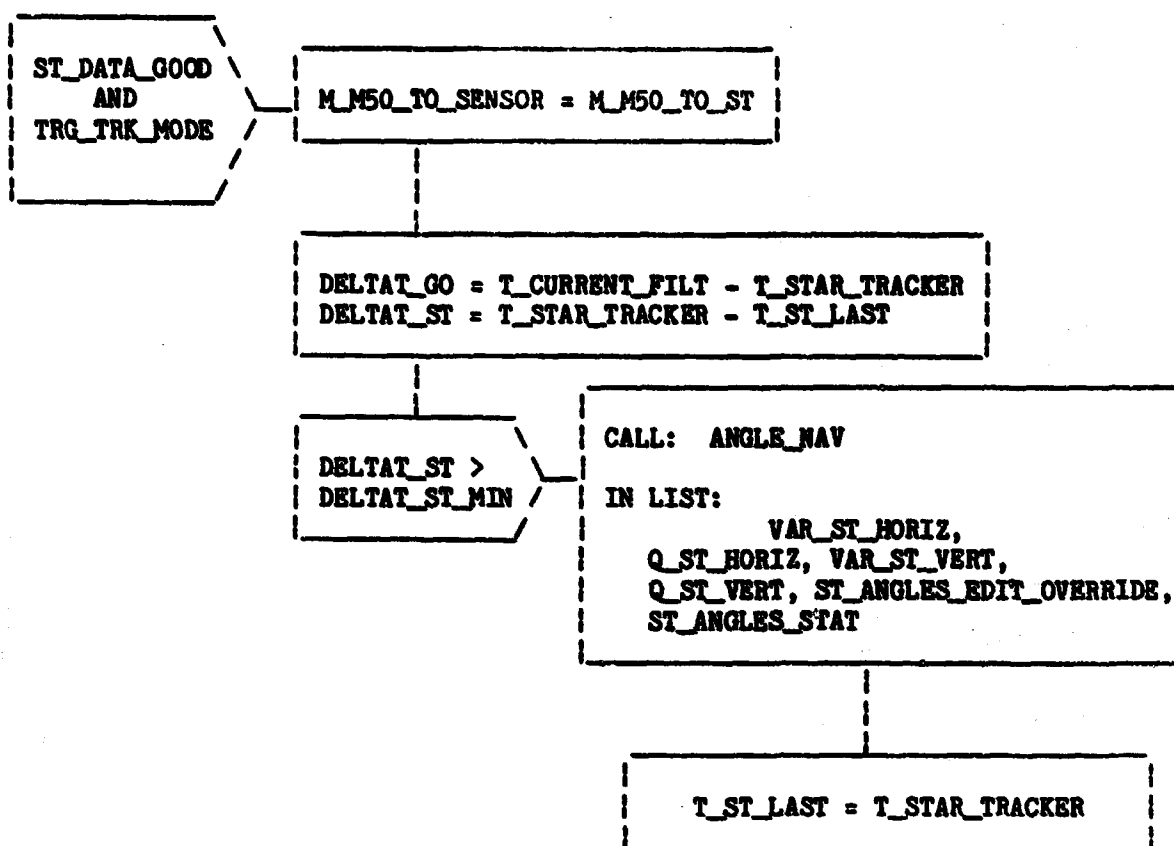 ST_DATA_GOOD
AND
TRG_TRK_MODE
M_M50_TO_SENSOR = M_M50_TO_ST
DELTAT_GO = T_CURRENT_FILT - T_STAR_TRACKER
DELTAT_ST = T_STAR_TRACKER - T_ST_LAST
DELTAT_ST >
DELTAT_ST_MIN
CALL: ANGLE_NAV
IN LIST:
VAR_ST_HORIZ,
Q_ST_HORIZ, VAR_ST_VERT,
Q_ST_VERT, ST_ANGLES_EDIT_OVERRIDE,
ST_ANGLES_STAT
T_ST_LAST = T_STAR_TRACKER